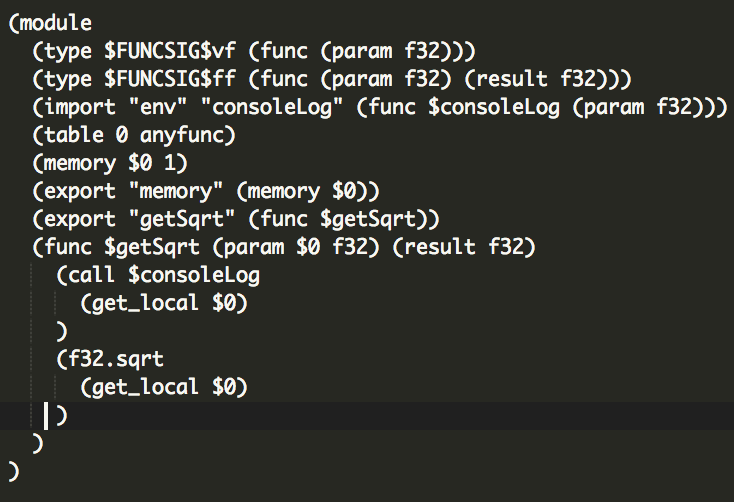 (module
  (type $FUNCSIG$vf (func (param f32)))
  (type $FUNCSIG$ff (func (param f32) (result f32)))
  (import "env" "consoleLog" (func $consoleLog (param f32)))
  (table 0 anyfunc)
  (memory $0 1)
  (export "memory" (memory $0))
  (export "getSqrt" (func $getSqrt))
  (func $getSqrt (param $0 f32) (result f32)
    (call $consoleLog
      (get_local $0)
    )
    (f32.sqrt
      (get_local $0)
    )
  )
)